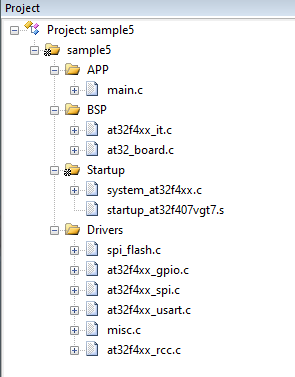 Project
Project: sample5
sample5
APP
main.c
BSP
at32f4xx_it.c
at32_board.c
Startup
system_at32f4xx.c
startup_at32f407vgt7.s
Drivers
spi_flash.c
at32f4xx_gpio.c
at32f4xx_spi.c
at32f4xx_usart.c
misc.c
at32f4xx_rcc.c